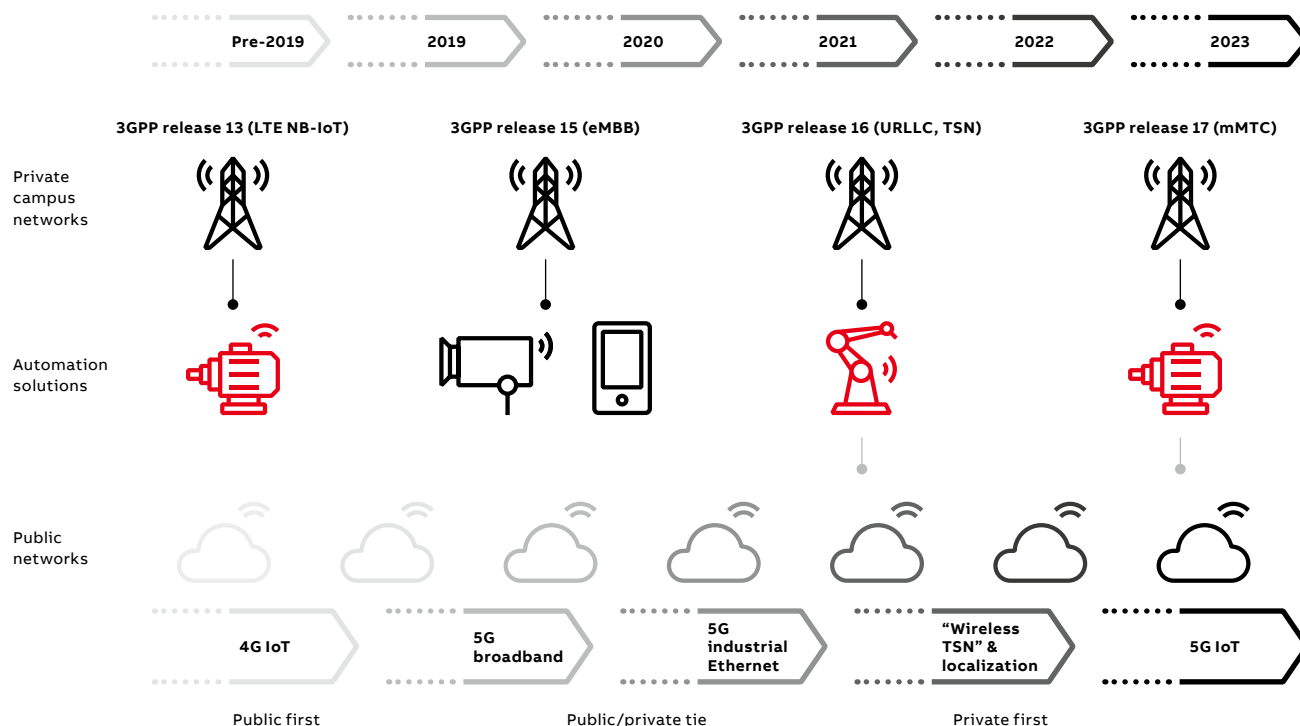 Pre-2019
2019
2020
2021
2022
2023
3GPP release 13 (LTE NB-IoT)
3GPP release 15 (eMBB)
3GPP release 16 (URLLC, TSN)
3GPP release 17 (mMTC)
Private
campus
networks
Automation
solutions
Public
networks
4G IoT
5G
broadband
5G
industrial
Ethernet
“Wireless
TSN” &
localization
5G IoT
Public first
Public/private tie
Private first